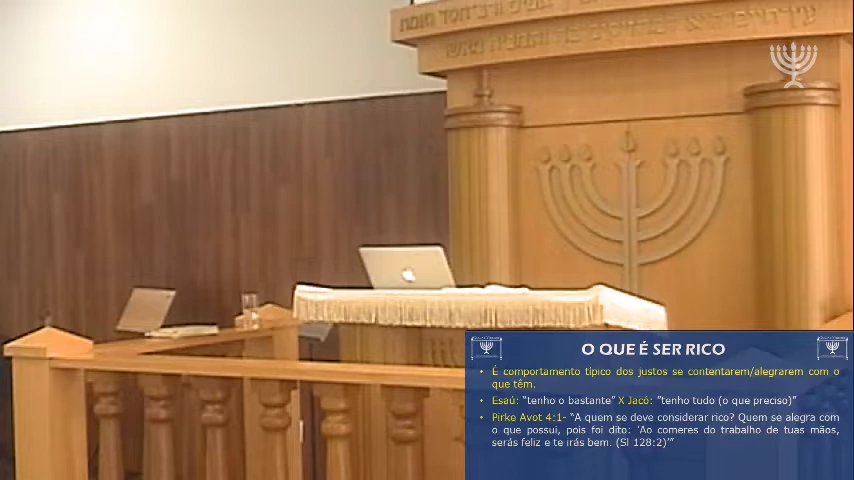 O QUE É SER RICO
• É comportamento típico dos justos se contentarem/alegrarem com o
que têm.
• Esaú: "tenho o bastante" X Jacó: "tenho tudo (o que preciso)"
• Pirke Avot 4:1- "A quem se deve considerar rico? Quem se alegra com
o que possui, pois foi dito: 'Ao comeres do trabalho de tuas mãos,
serás feliz e te irás bem. (Sl 128:2)'"